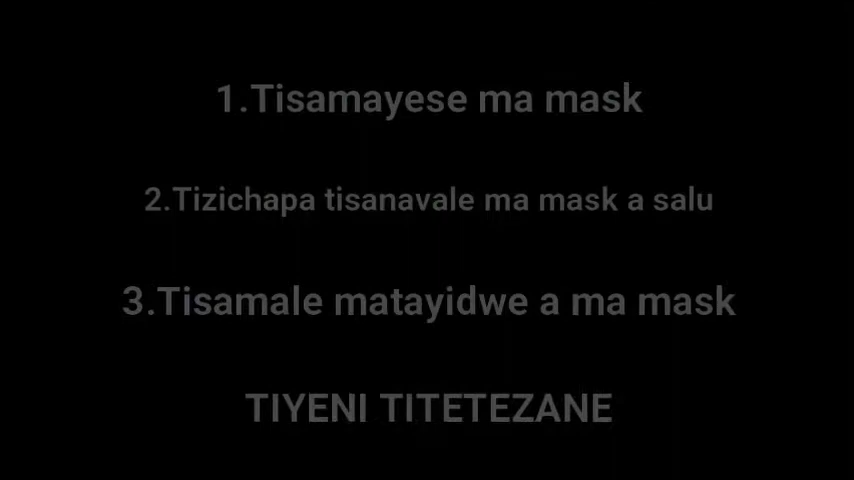 1.Tisamayese ma mask
2.Tizichapa tisanavale ma mask a salu
3.Tisamale matayidwe a ma mask
TIYENI TITETEZANE